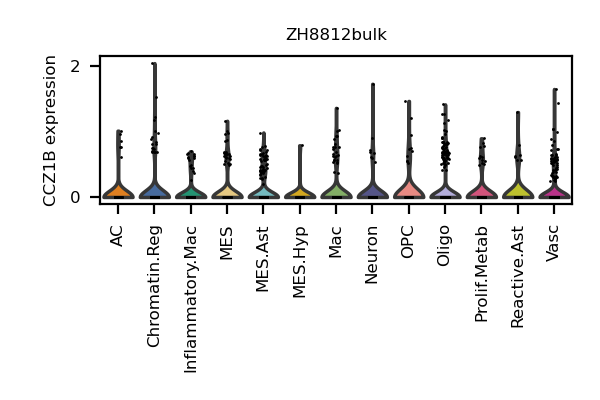 ZH8812bulk
CCZ1B expression
2
0
AC
Chromatin.Reg
Inflammatory.Mac
MES
MES.Ast
MES.Hyp
Mac
Neuron
OPC
Oligo
Prolif.Metab
Reactive.Ast
Vasc